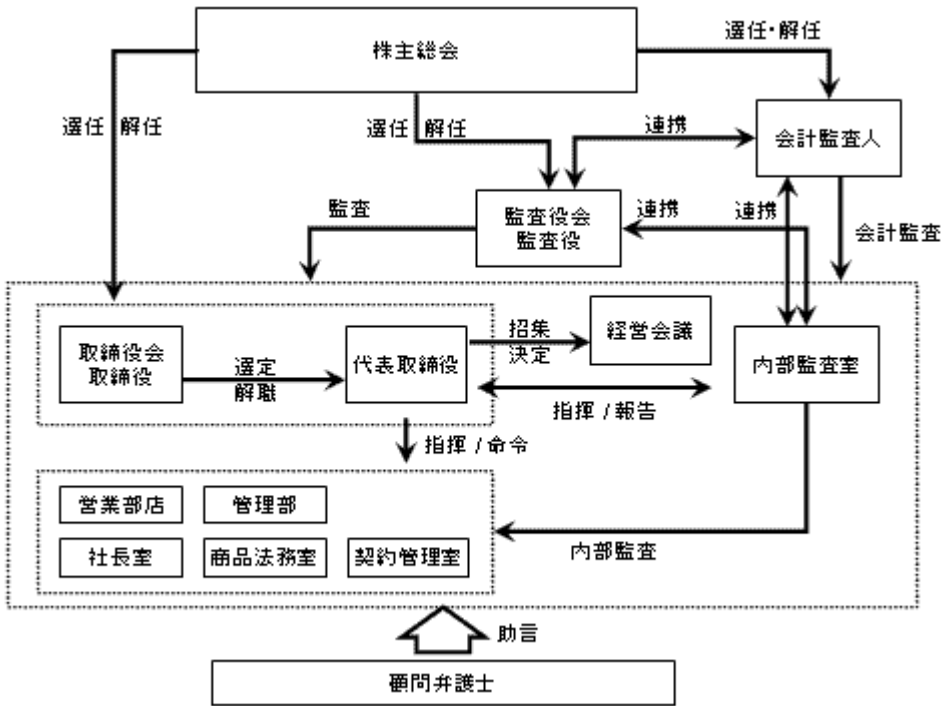 株主総会
選任・解任
選任 解任
選任 解任
連携
会計監査人
監査
監査役会
監査役
連携
連携
会計監査
取締役会
取締役
選定
解職
代表取締役
招集
決定
経営会議
内部監査室
指揮 / 報告
指揮 / 命令
営業部店
管理部
社長室
商品法務室
契約管理室
内部監査
助言
顧問弁護士